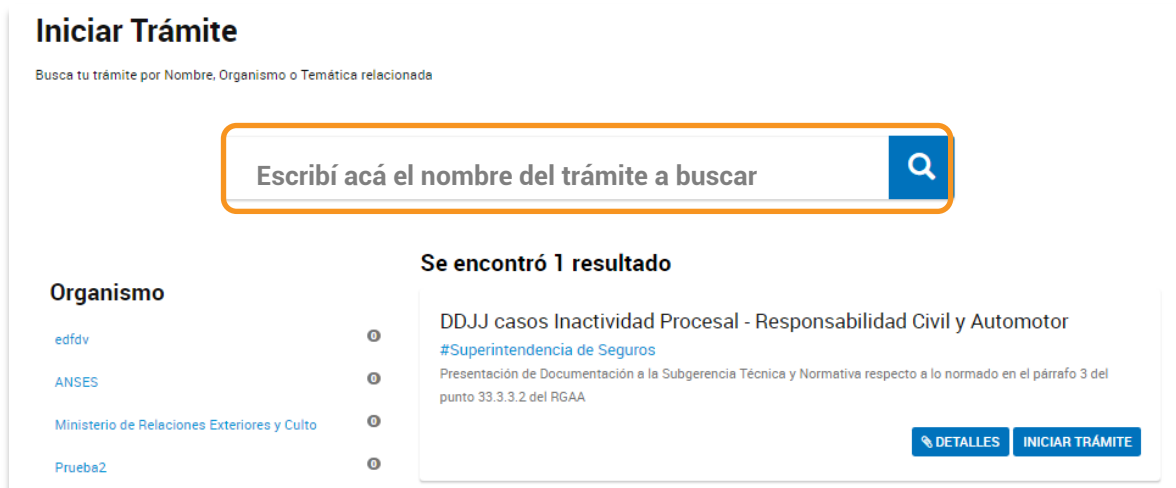 Iniciar Trámite
Busca tu trámite por Nombre, Organismo o Temática relacionada
Escribí acá el nombre del trámite a buscar
Organismo
edfdv 0
ANSES 0
Ministerio de Relaciones Exteriores y Culto 0
Prueba2 0
Se encontró 1 resultado
DDJJ casos Inactividad Procesal - Responsabilidad Civil y Automotor
#Superintendencia de Seguros
Presentación de Documentación a la Subgerencia Técnica y Normativa respecto a lo normado en el párrafo 3 del
punto 33.3.3.2 del RGAA
DETALLES INICIAR TRÁMITE